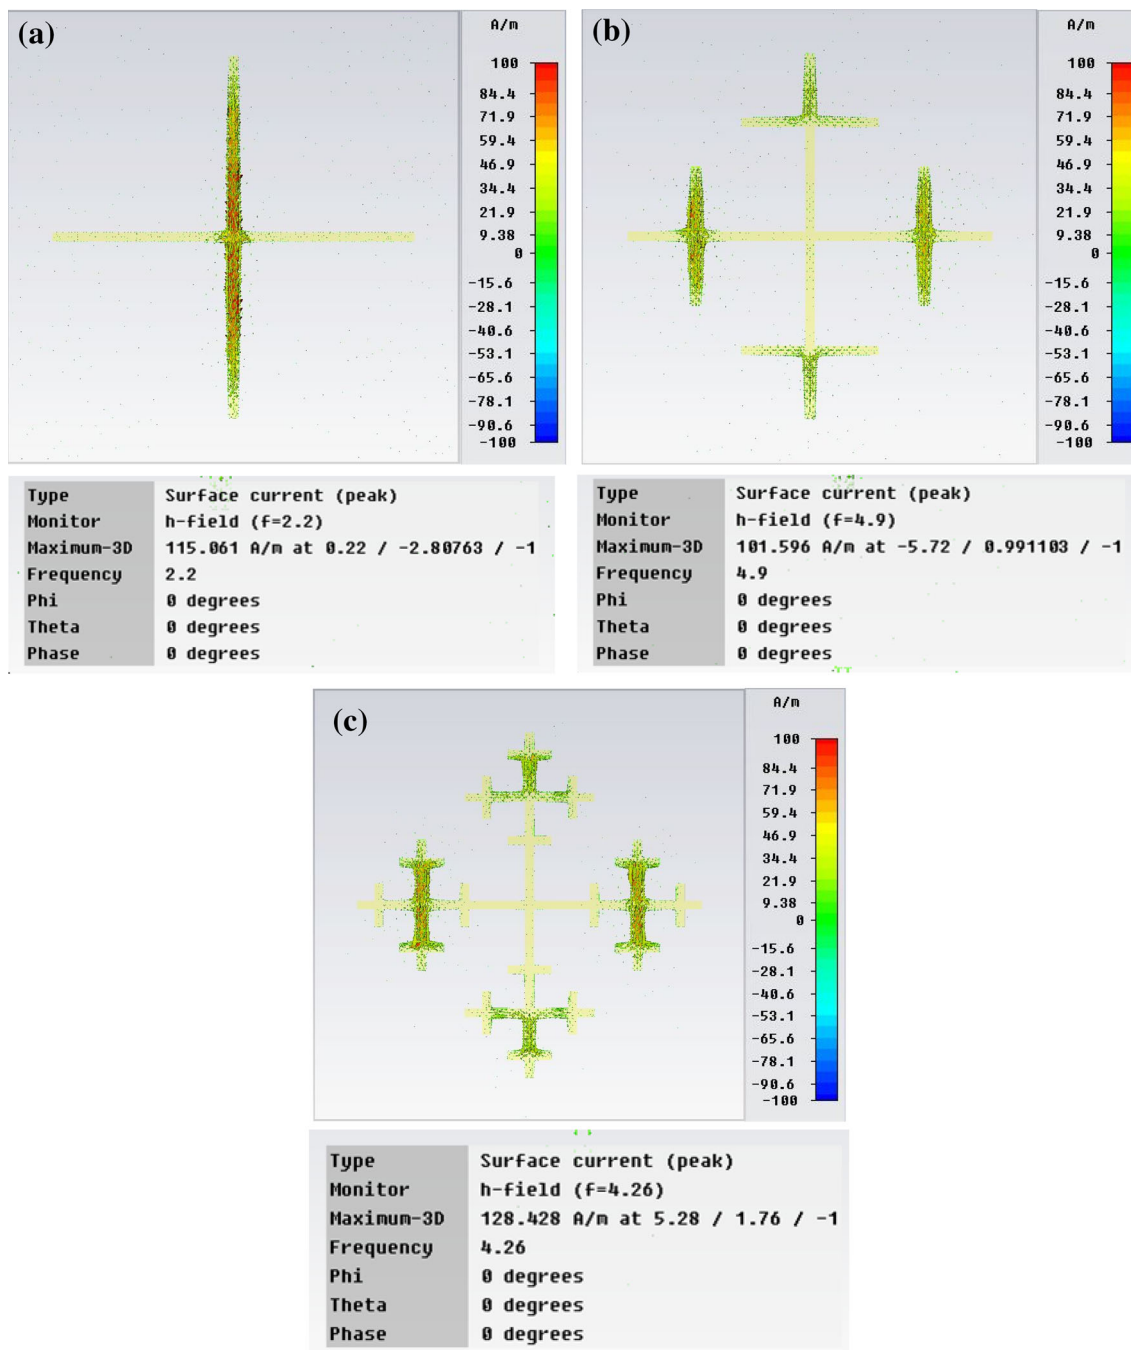 (a)
A/m
100
84.4
71.9
59.4
46.9
34.4
21.9
9.38
0
-15.6
-28.1
-40.6
-53.1
-65.6
-78.1
-90.6
-100
Type Surface current (peak)
Monitor h-field (f=2.2)
Maximum-3D 115.061 A/m at 0.22 / -2.80763 / -1
Frequency 2.2
Phi 0 degrees
Theta 0 degrees
Phase 0 degrees
(b)
A/m
100
84.4
71.9
59.4
46.9
34.4
21.9
9.38
0
-15.6
-28.1
-40.6
-53.1
-65.6
-78.1
-90.6
-100
Type Surface current (peak)
Monitor h-field (f=4.9)
Maximum-3D 101.596 A/m at -5.72 / 0.991103 / -1
Frequency 4.9
Phi 0 degrees
Theta 0 degrees
Phase 0 degrees
(c)
A/m
100
84.4
71.9
59.4
46.9
34.4
21.9
9.38
0
-15.6
-28.1
-40.6
-53.1
-65.6
-78.1
-90.6
-100
Type Surface current (peak)
Monitor h-field (f=4.26)
Maximum-3D 128.428 A/m at 5.28 / 1.76 / -1
Frequency 4.26
Phi 0 degrees
Theta 0 degrees
Phase 0 degrees